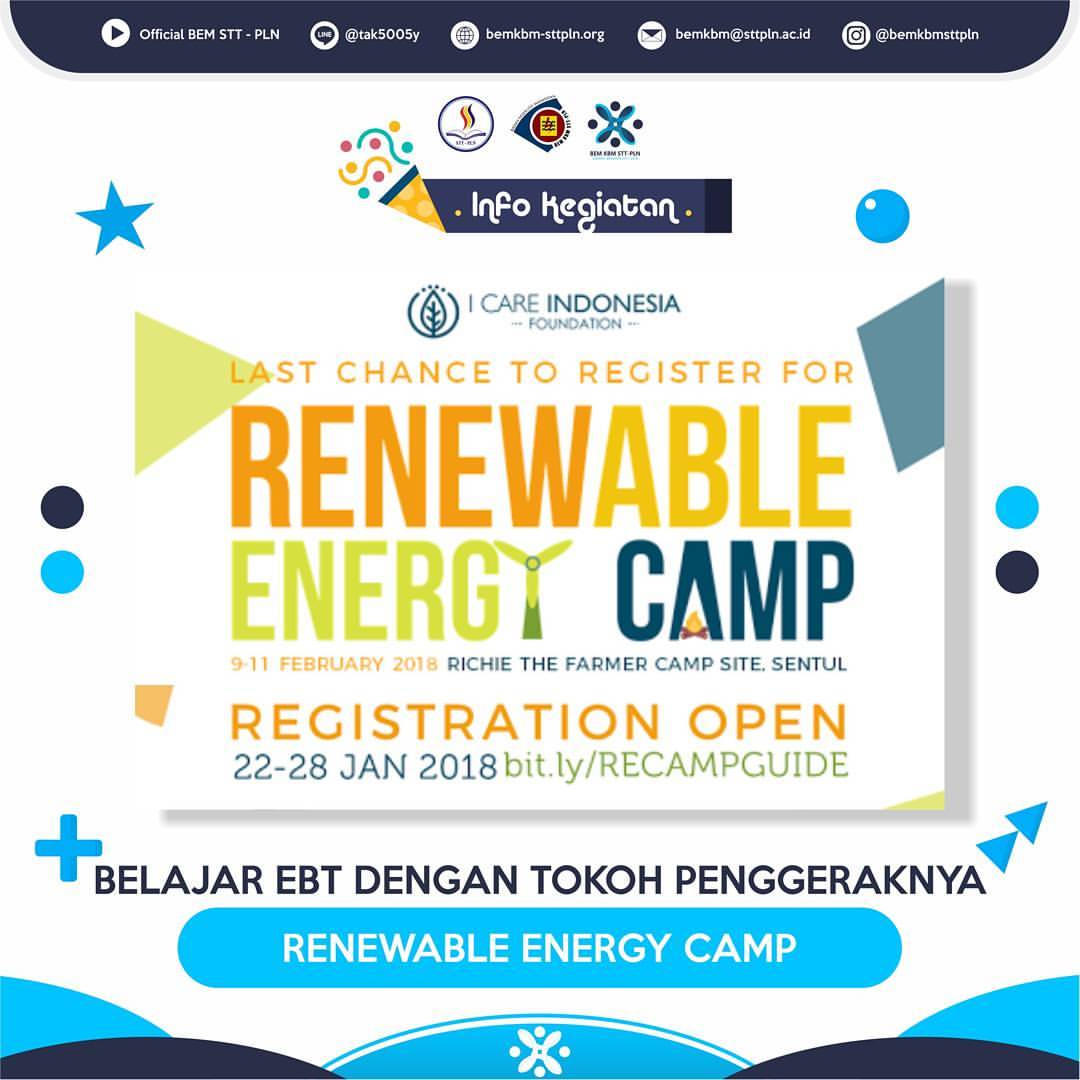 Official BEM STT - PLN
LINE
@tak5005y
bemkbm-sttpln.org
bemkbm@sttpln.ac.id
@bemkbmsttpln
STT - PLN
BEM KBM STT-PLN
. Info Kegiatan .
I CARE INDONESIA
--- FOUNDATION ---
LAST CHANCE TO REGISTER FOR
RENEWABLE
ENERGY CAMP
9-11 FEBRUARY 2018 RICHIE THE FARMER CAMP SITE, SENTUL
REGISTRATION OPEN
22-28 JAN 2018 bit.ly/RECAMPGUIDE
BELAJAR EBT DENGAN TOKOH PENGGERAKNYA
RENEWABLE ENERGY CAMP